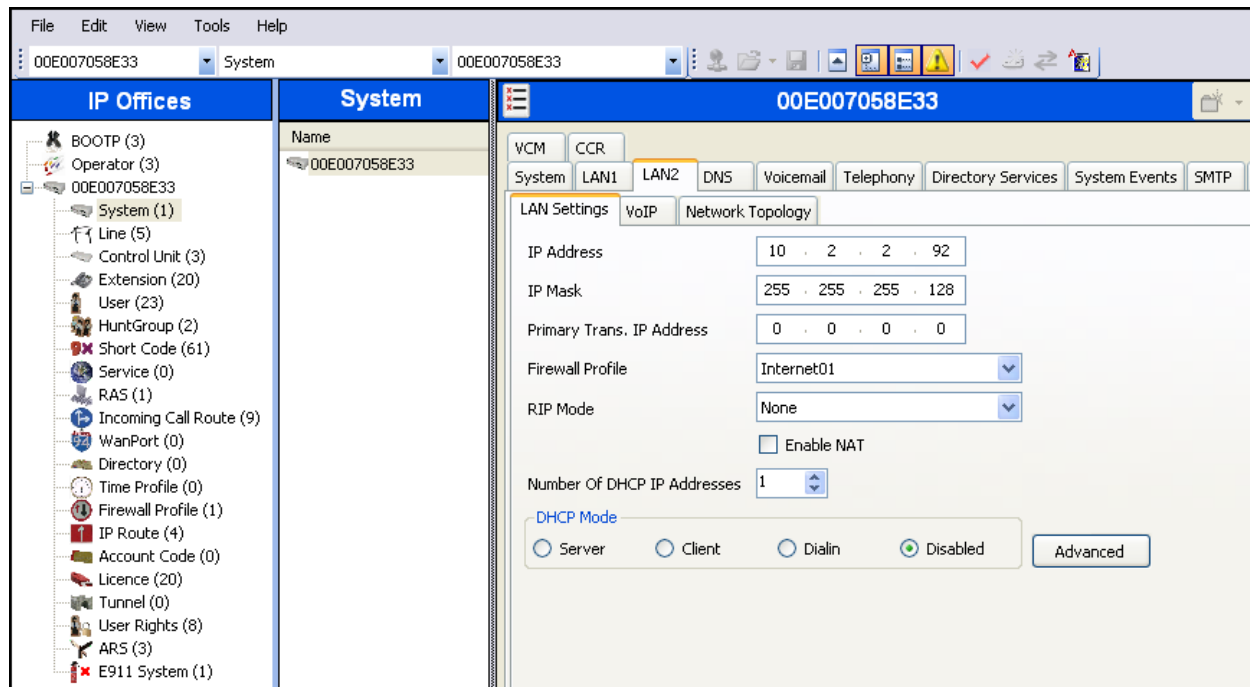 File Edit View Tools Help
00E007058E33 System 00E007058E33
IP Offices
BOOTP (3)
Operator (3)
00E007058E33
System (1)
Line (5)
Control Unit (3)
Extension (20)
User (23)
HuntGroup (2)
Short Code (61)
Service (0)
RAS (1)
Incoming Call Route (9)
WanPort (0)
Directory (0)
Time Profile (0)
Firewall Profile (1)
IP Route (4)
Account Code (0)
Licence (20)
Tunnel (0)
User Rights (8)
ARS (3)
E911 System (1)
System
Name
00E007058E33
00E007058E33
VCM CCR
System LAN1 LAN2 DNS Voicemail Telephony Directory Services System Events SMTP
LAN Settings VoIP Network Topology
IP Address 10 . 2 . 2 . 92
IP Mask 255 . 255 . 255 . 128
Primary Trans. IP Address 0 . 0 . 0 . 0
Firewall Profile Internet01
RIP Mode None
Enable NAT
Number Of DHCP IP Addresses 1
DHCP Mode
Server Client Dialin Disabled Advanced